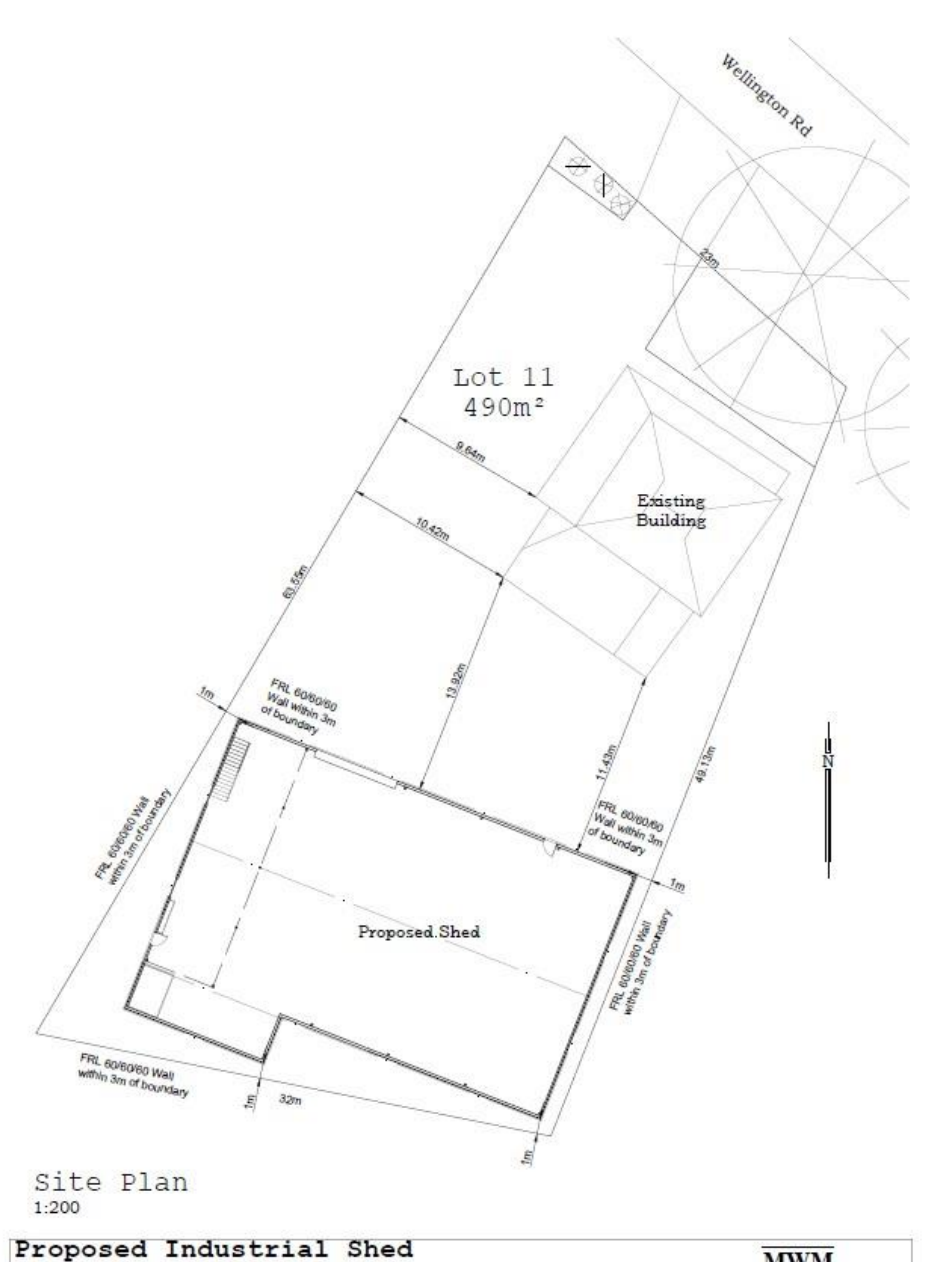 Wellington Rd
23m
Lot 11
490m²
9.64m
Existing
Building
10.42m
63.55m
13.92m
FRL 60/60/60
Wall within 3m
of boundary
1m
11.43m
49.13m
N
FRL 60/60/60
Wall within 3m
of boundary
1m
FRL 60/60/60 Wall
within 3m of boundary
Proposed.Shed
FRL 60/60/60 Wall
within 3m of boundary
FRL 60/60/60 Wall
within 3m of boundary
1m
32m
1m
Site Plan
1:200
Proposed Industrial Shed
MWM